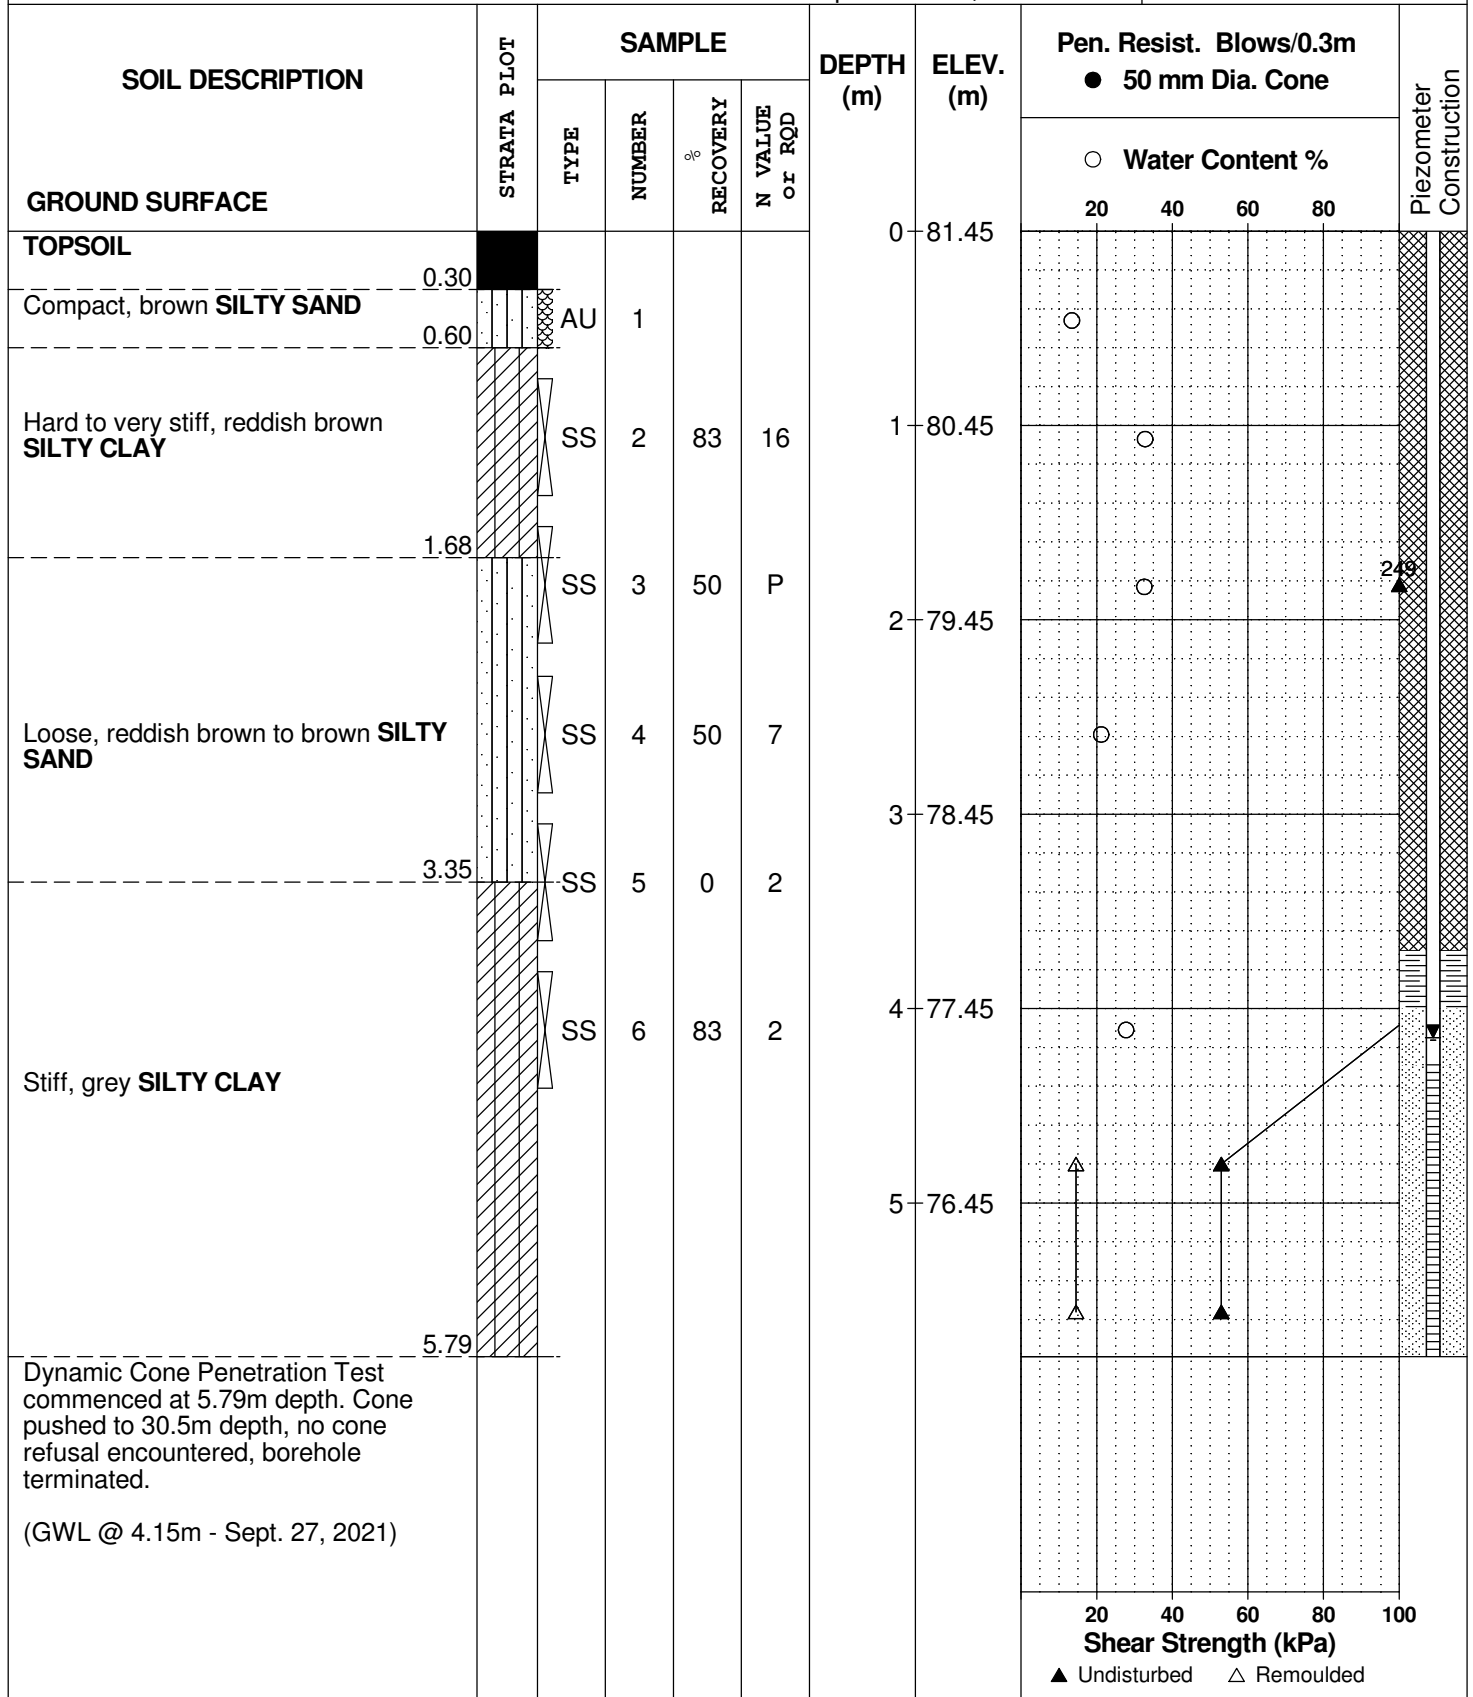 SOIL DESCRIPTION
GROUND SURFACE
STRATA PLOT
SAMPLE
TYPE
NUMBER
% RECOVERY
N VALUE or RQD
DEPTH (m)
ELEV. (m)
Pen. Resist. Blows/0.3m
● 50 mm Dia. Cone
○ Water Content %
20 40 60 80
Piezometer Construction
TOPSOIL
0.30
0 81.45
Compact, brown SILTY SAND
0.60
AU 1
Hard to very stiff, reddish brown
SILTY CLAY
SS 2 83 16
1 80.45
1.68
SS 3 50 P
249
2 79.45
Loose, reddish brown to brown SILTY
SAND
SS 4 50 7
3 78.45
3.35
SS 5 0 2
4 77.45
SS 6 83 2
Stiff, grey SILTY CLAY
5 76.45
5.79
Dynamic Cone Penetration Test
commenced at 5.79m depth. Cone
pushed to 30.5m depth, no cone
refusal encountered, borehole
terminated.
(GWL @ 4.15m - Sept. 27, 2021)
20 40 60 80 100
Shear Strength (kPa)
▲ Undisturbed △ Remoulded